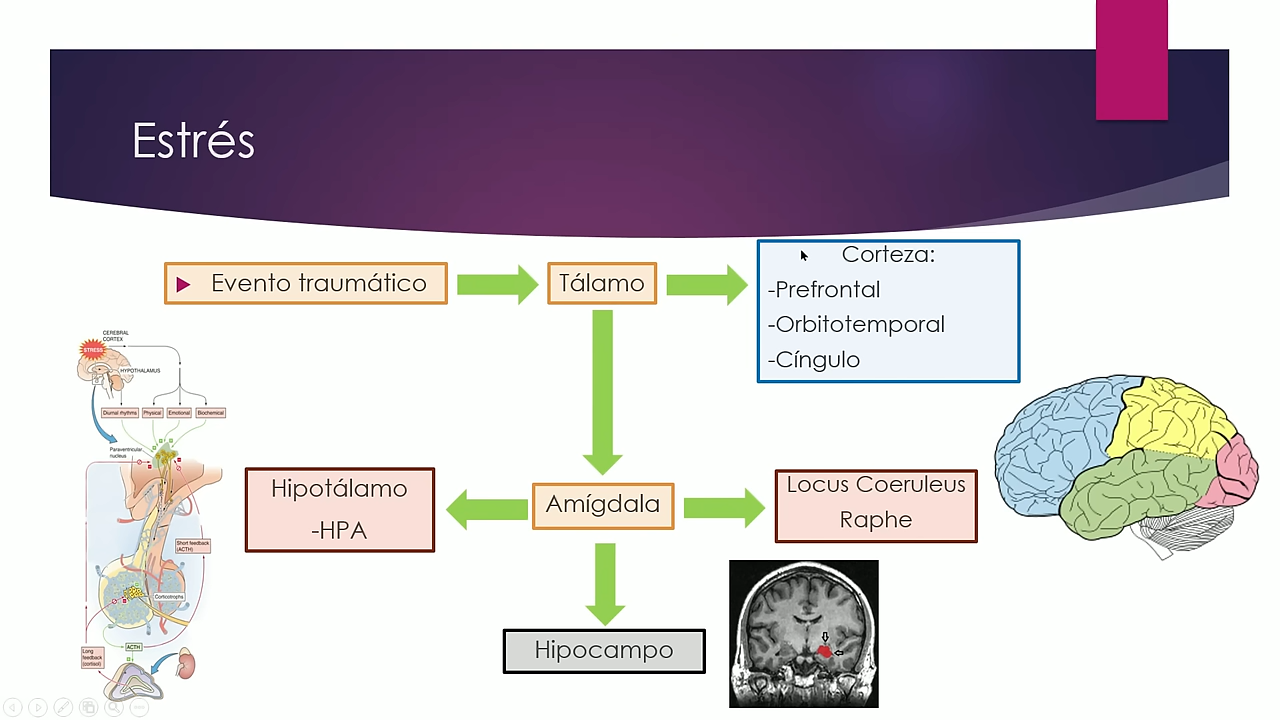 Estrés
Evento traumático
Tálamo
Corteza:
-Prefrontal
-Orbitotemporal
-Cíngulo
CEREBRAL
CORTEX
STRESS
HYPOTHALAMUS
Diurnal rhythms
Physical
Emotional
Biochemical
Paraventricular
nucleus
Hipotálamo
-HPA
Amígdala
Locus Coeruleus
Raphe
Short feedback
(ACTH)
Corticotrophs
Hipocampo
ACTH
Long
feedback
(cortisol)